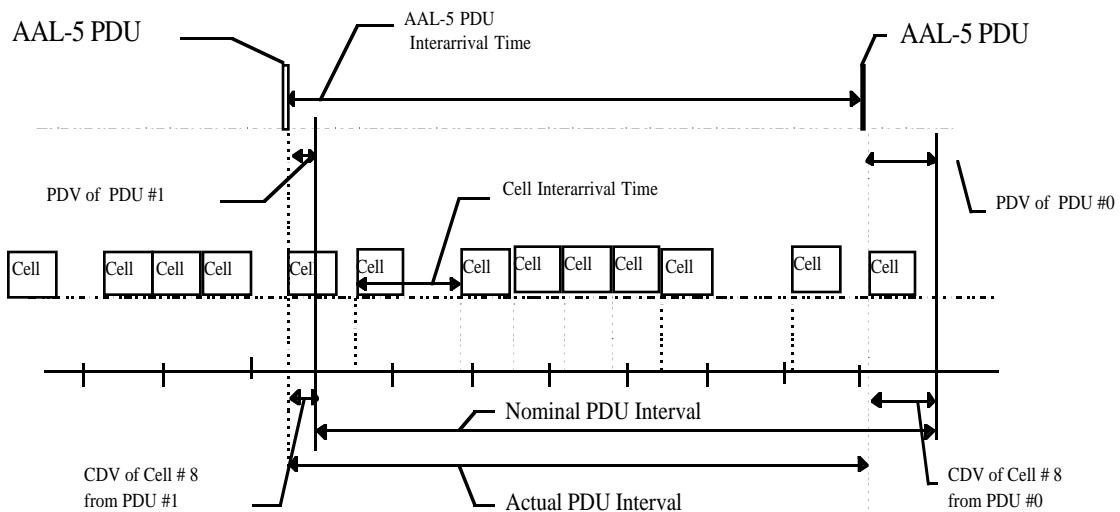 AAL-5 PDU
AAL-5 PDU
Interarrival Time
AAL-5 PDU
PDV of PDU #1
Cell Interarrival Time
PDV of PDU #0
Cell
Cell
Cell
Cell
Cell
Cell
Cell
Cell
Cell
Cell
Cell
Cell
Cell
Nominal PDU Interval
CDV of Cell # 8
from PDU #1
Actual PDU Interval
CDV of Cell # 8
from PDU #0